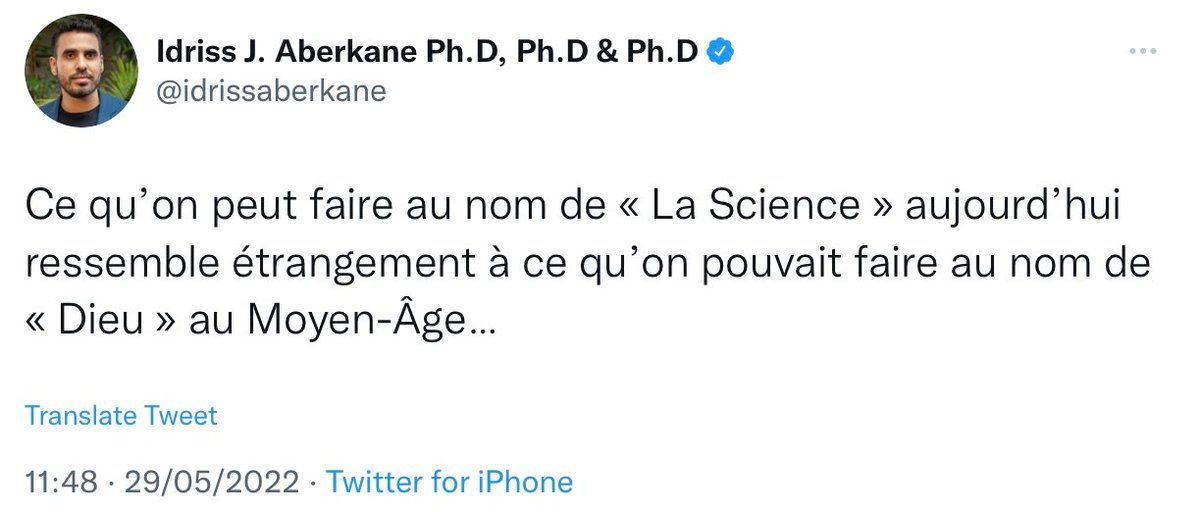 Idriss J. Aberkane Ph.D, Ph.D & Ph.D
@idrissaberkane
Ce qu’on peut faire au nom de « La Science » aujourd’hui
ressemble étrangement à ce qu’on pouvait faire au nom de
« Dieu » au Moyen-Âge...
Translate Tweet
11:48 · 29/05/2022 · Twitter for iPhone